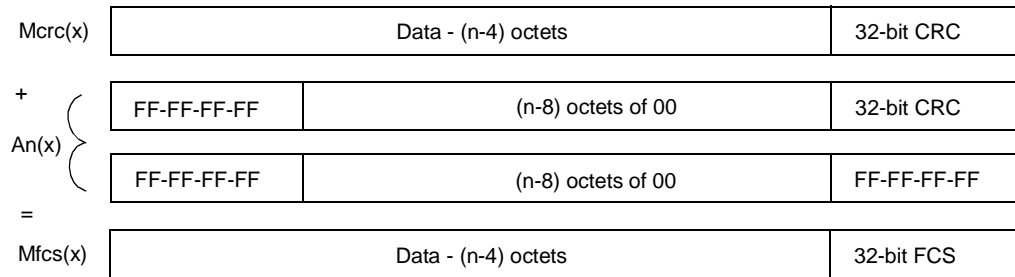 Mcrc(x) Data - (n-4) octets 32-bit CRC
+ FF-FF-FF-FF (n-8) octets of 00 32-bit CRC
An(x)
FF-FF-FF-FF (n-8) octets of 00 FF-FF-FF-FF
=
Mfcs(x) Data - (n-4) octets 32-bit FCS